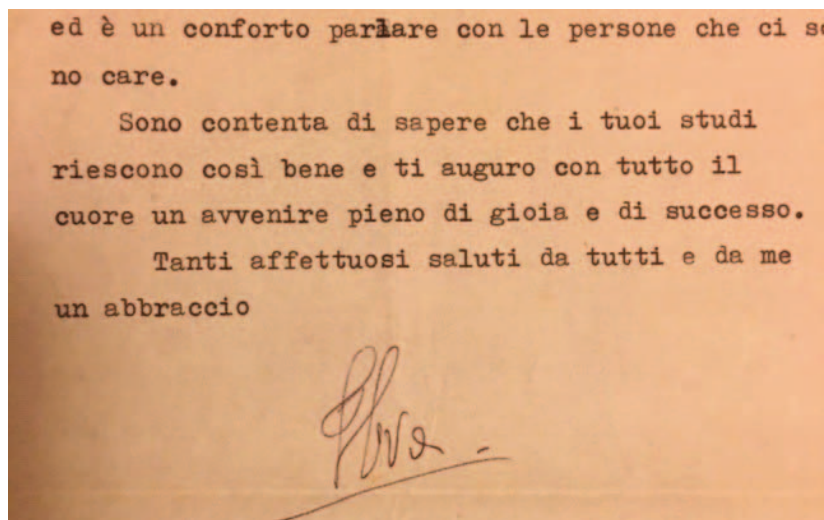 ed è un conforto parlare con le persone che ci so
no care.
Sono contenta di sapere che i tuoi studi
riescono così bene e ti auguro con tutto il
cuore un avvenire pieno di gioia e di successo.
Tanti affettuosi saluti da tutti e da me
un abbraccio